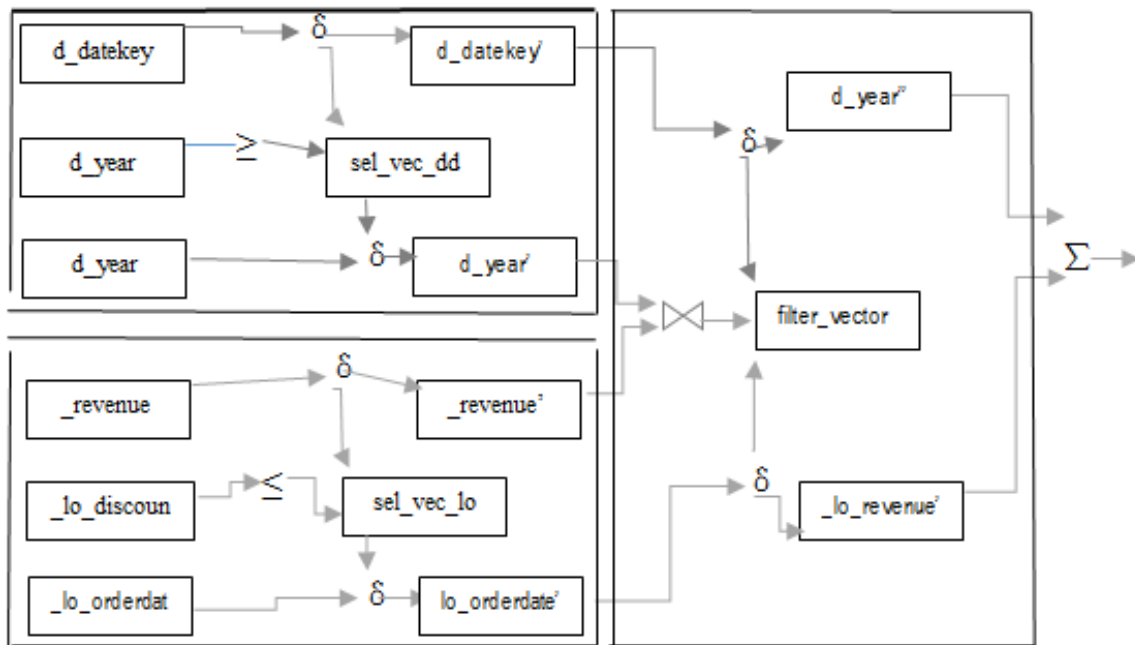 δ
d_datekey
d_datekey'
d_year
≥
sel_vec_dd
d_year
δ
d_year'
_revenue
δ
_revenue'
_lo_discoun
≤
sel_vec_lo
_lo_orderdat
δ
lo_orderdate'
d_year''
δ
filter_vector
⋈
δ
_lo_revenue'
Σ